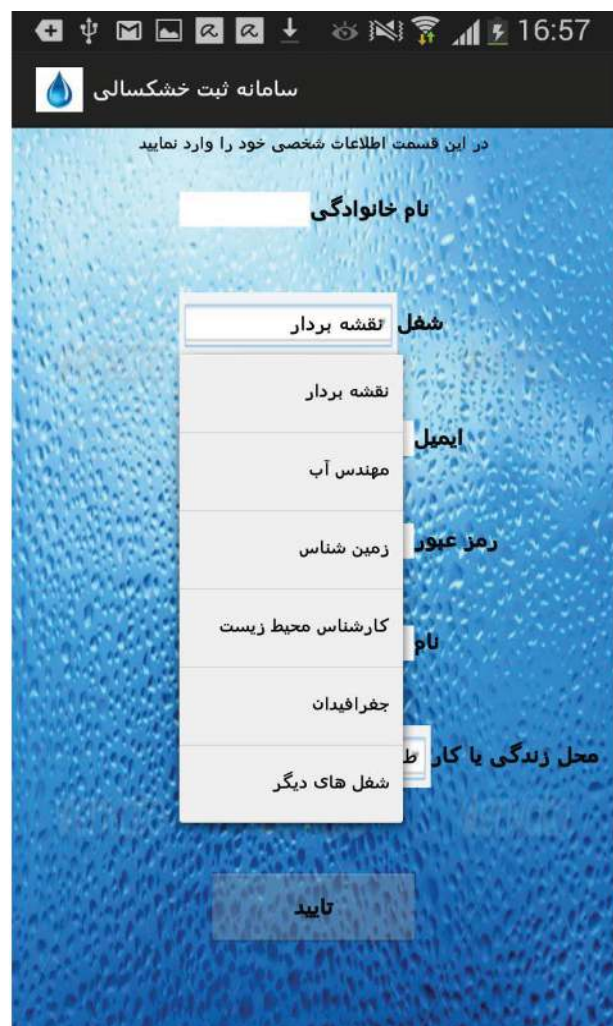 16:57
سامانه ثبت خشکسالی
در این قسمت اطلاعات شخصی خود را وارد نمایید
نام خانوادگی
شغل نقشه بردار
نقشه بردار
ایمیل
مهندس آب
رمز عبور
زمین شناس
کارشناس محیط زیست
نام
جغرافیدان
محل زندگی یا کار ط
شغل های دیگر
تایید